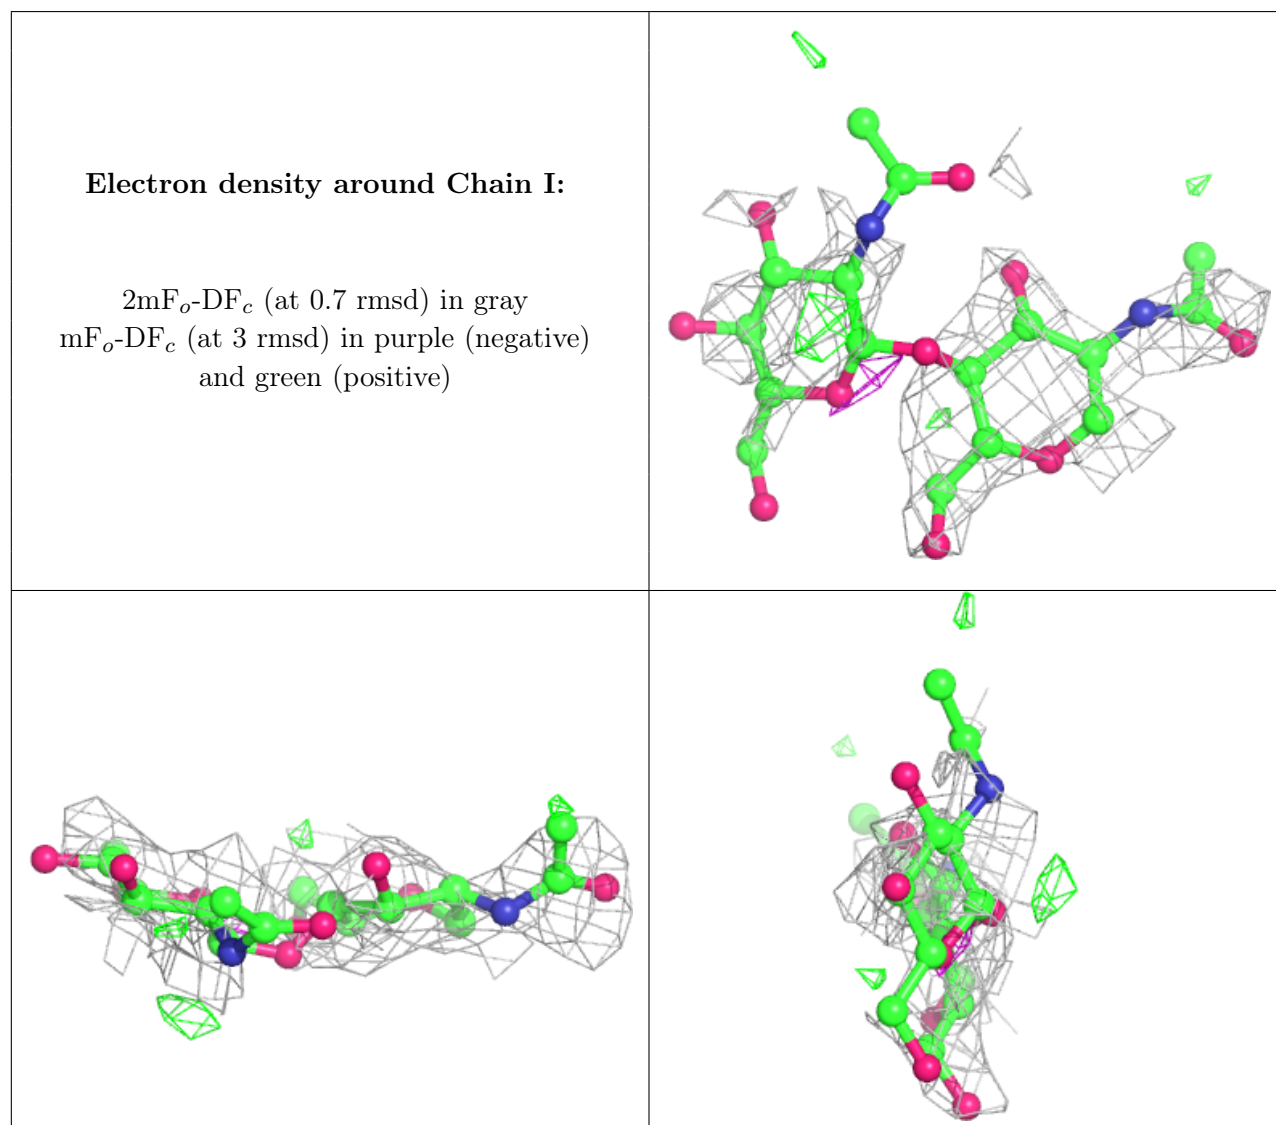 Electron density around Chain I:
2mFo-DFc (at 0.7 rmsd) in gray
mFo-DFc (at 3 rmsd) in purple (negative)
and green (positive)